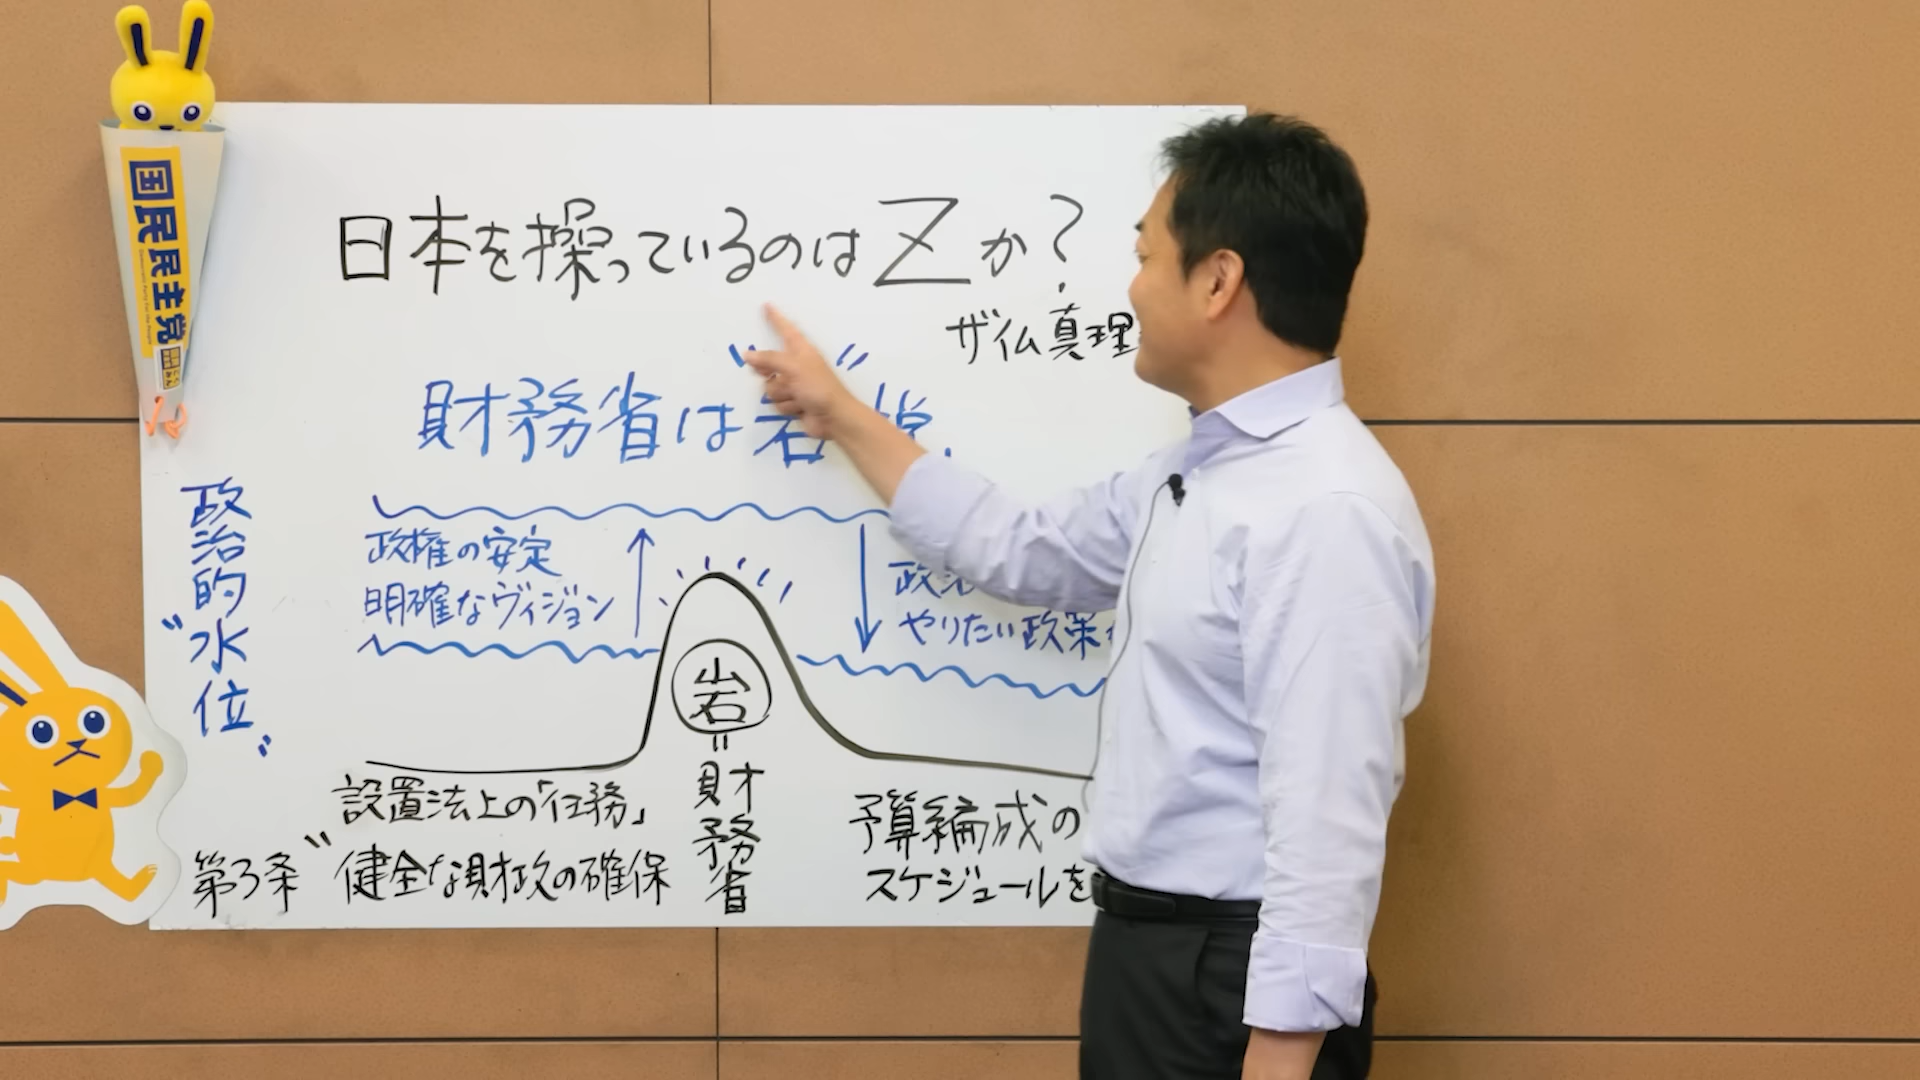 国民民主党
日本を操っているのはZか?
ザイム真理
財務省は"岩"
政治的"水位"
政権の安定
明確なヴィジョン
政治
やりたい政策
岩
=
財務省
設置法上の「任務」
第3条 "健全な財政の確保
予算編成の
スケジュールを